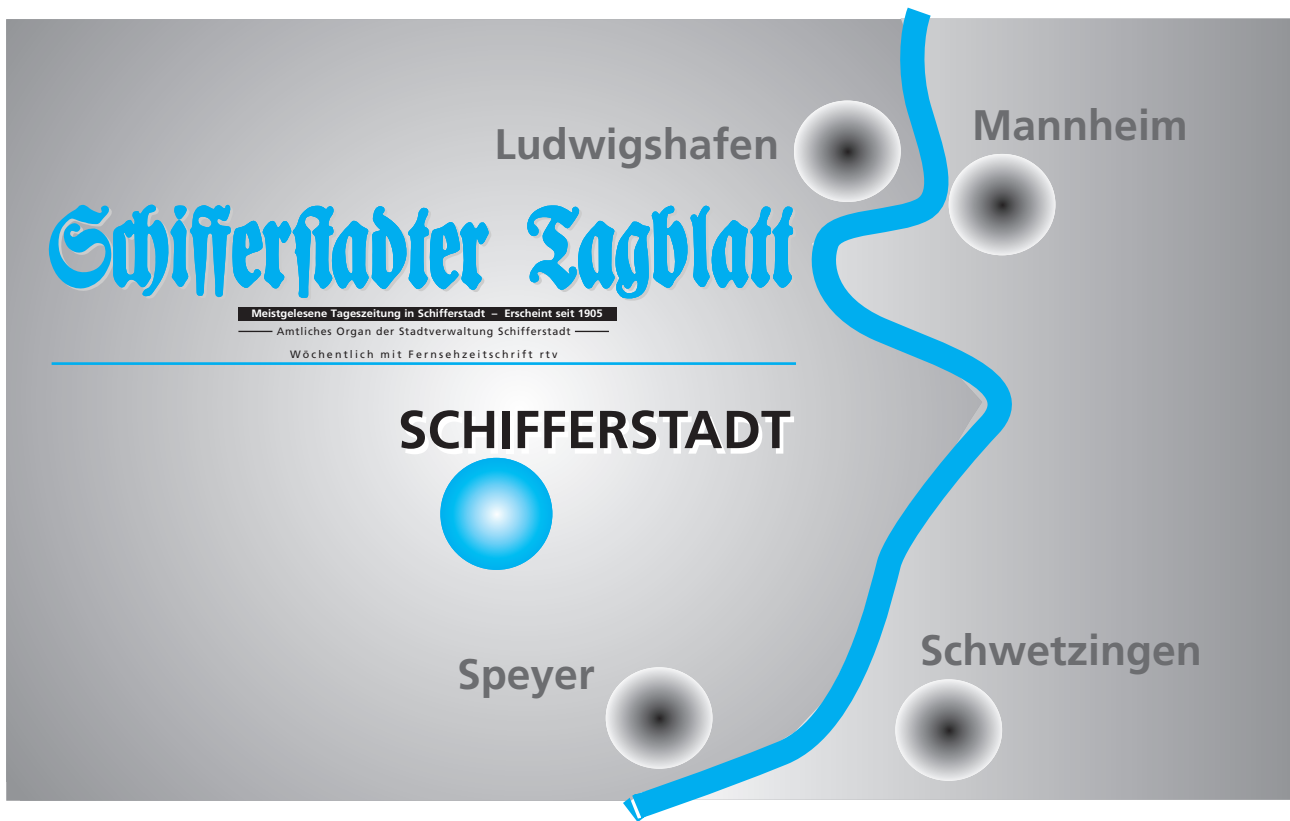 Ludwigshafen
Mannheim
Schifferstadter Tagblatt
Meistgelesene Tageszeitung in Schifferstadt – Erscheint seit 1905
Amtliches Organ der Stadtverwaltung Schifferstadt
Wöchentlich mit Fernsehzeitschrift rtv
SCHIFFERSTADT
Speyer
Schwetzingen